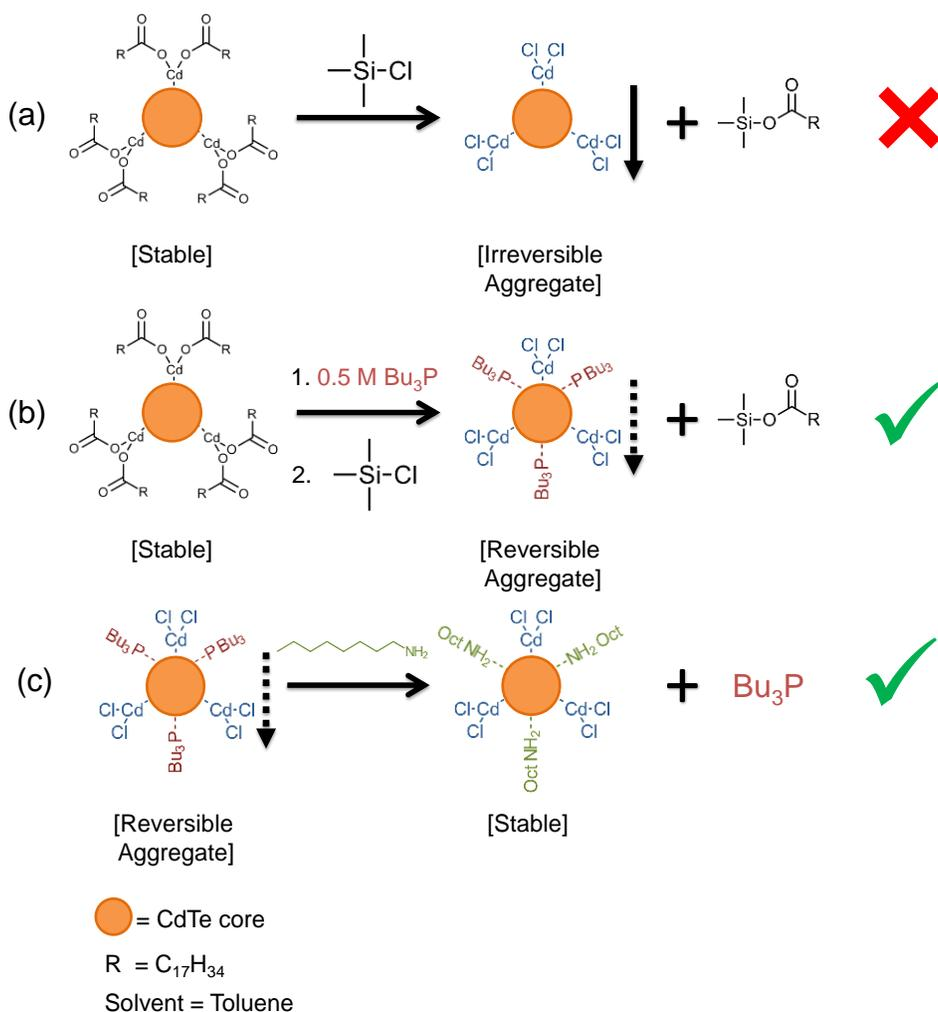 (a)
O O
R O O R
Cd
Si-Cl
Cl Cl
Cd
R
O O
Cd
O
O R
R
O
Cd
O
O
R O
Cl-Cd
Cl
Cd-Cl
Cl
+
Si O R
O
[Stable]
[Irreversible
Aggregate]
(b)
O O
R O O R
Cd
1. 0.5 M Bu₃P
2. Si-Cl
Cl Cl
Cd
Bu₃P
PBu₃
R
O O
Cd
O
O R
R
O
Cd
O
O
R O
Cl-Cd
Cl
Cd-Cl
Cl
Bu₃P
+
Si O R
O
[Stable]
[Reversible
Aggregate]
(c)
Cl Cl
Cd
Bu₃P
PBu₃
Cl-Cd
Cl
Cd-Cl
Cl
Bu₃P
NH₂
Cl Cl
Cd
Oct NH₂
NH₂ Oct
Cl-Cd
Cl
Cd-Cl
Cl
Oct NH₂
+ Bu₃P
[Reversible
Aggregate]
[Stable]
= CdTe core
R = C₁₇H₃₄
Solvent = Toluene